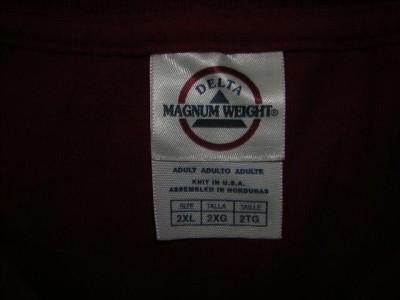 DELTA
MAGNUM WEIGHT®
ADULT ADULTO ADULTE
KNIT IN U.S.A.
ASSEMBLED IN HONDURAS
SIZE TALLA TAILLE
2XL 2XG 2TG